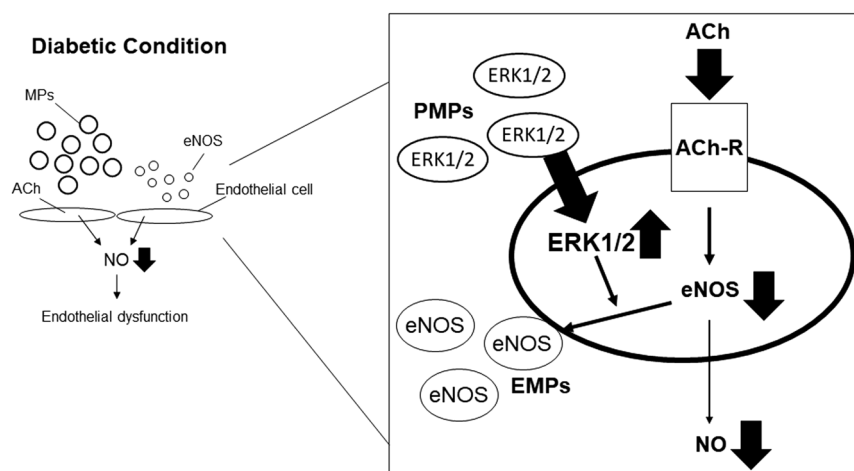 Diabetic Condition
MPs
eNOS
ACh
Endothelial cell
NO
Endothelial dysfunction
ACh
ERK1/2
PMPs
ERK1/2
ERK1/2
ACh-R
ERK1/2
eNOS
eNOS
eNOS
EMPs
eNOS
NO